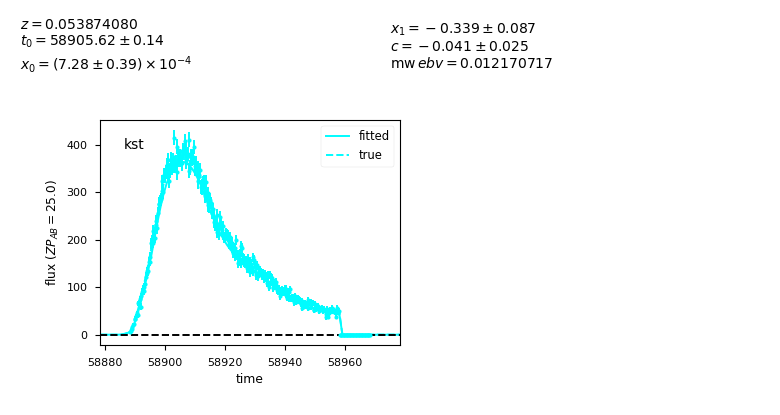 z = 0.053874080
t₀ = 58905.62 ± 0.14
x₀ = (7.28 ± 0.39) × 10⁻⁴
x₁ = −0.339 ± 0.087
c = −0.041 ± 0.025
mw ebv = 0.012170717
kst
fitted
true
flux (ZP_AB = 25.0)
400
300
200
100
0
58880 58900 58920 58940 58960
time